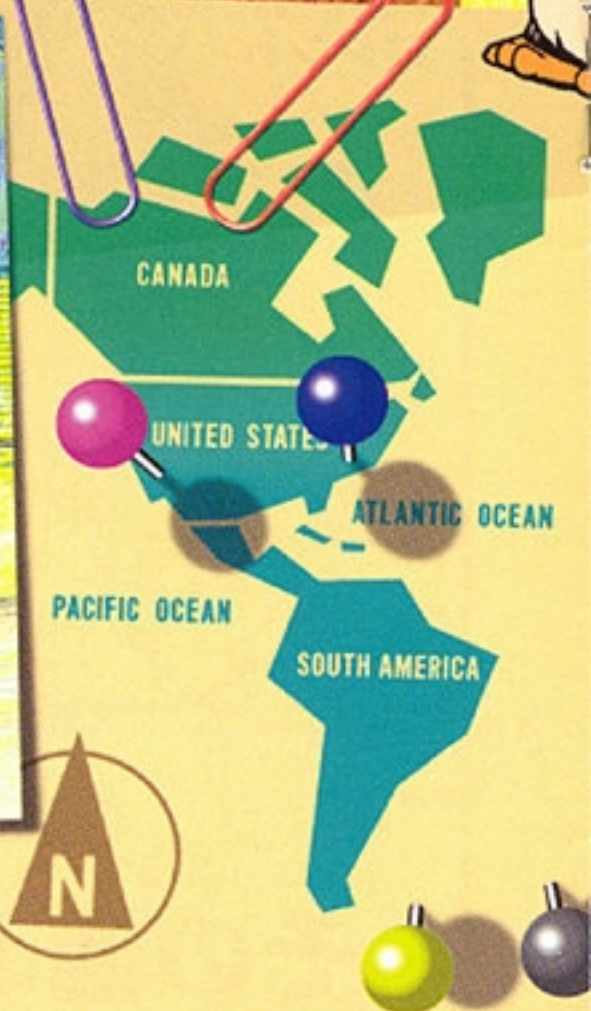 CANADA
UNITED STATES
ATLANTIC OCEAN
PACIFIC OCEAN
SOUTH AMERICA
N